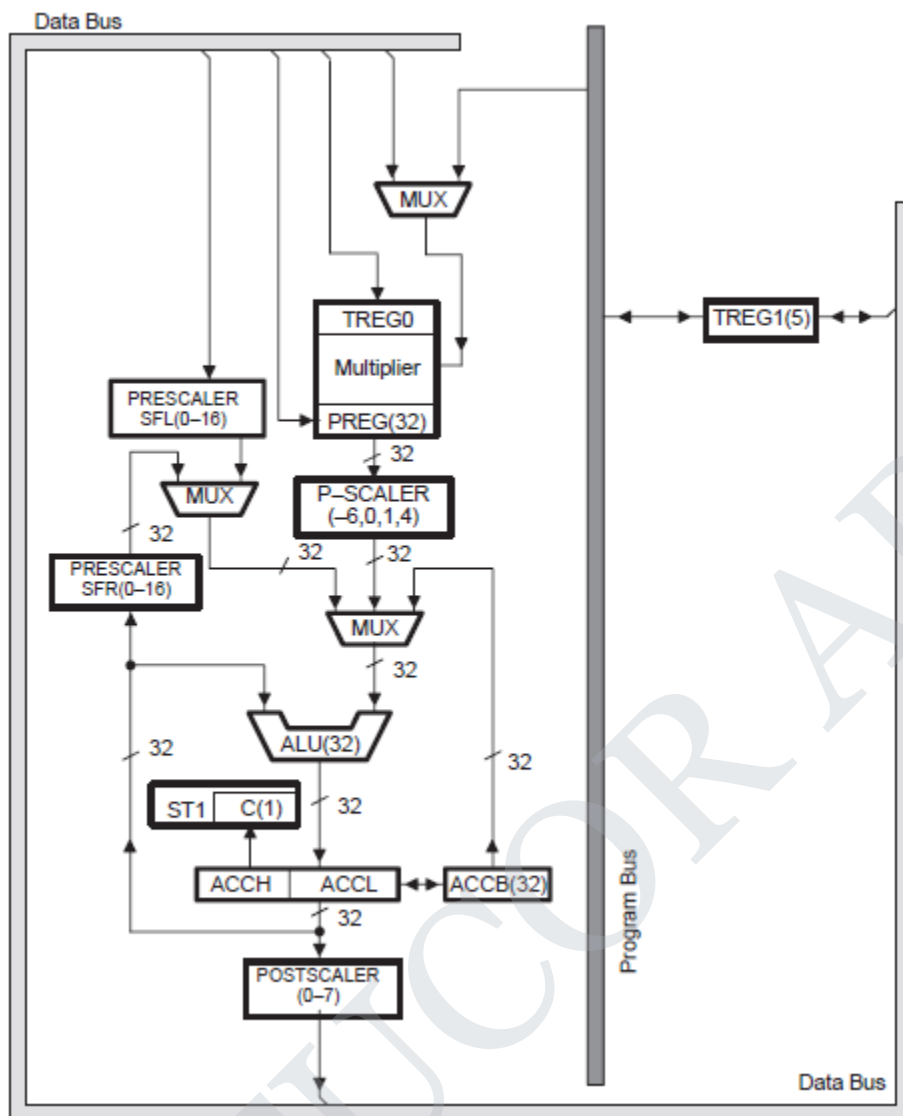 Data Bus
MUX
TREG0
TREG1(5)
Multiplier
PRESCALER
SFL(0–16)
PREG(32)
32
MUX
P–SCALER
(–6,0,1,4)
32
32
32
PRESCALER
SFR(0–16)
MUX
32
ALU(32)
32
32
ST1 C(1)
32
ACCH ACCL
ACCB(32)
32
POSTSCALER
(0–7)
Program Bus
Data Bus
UCOR A